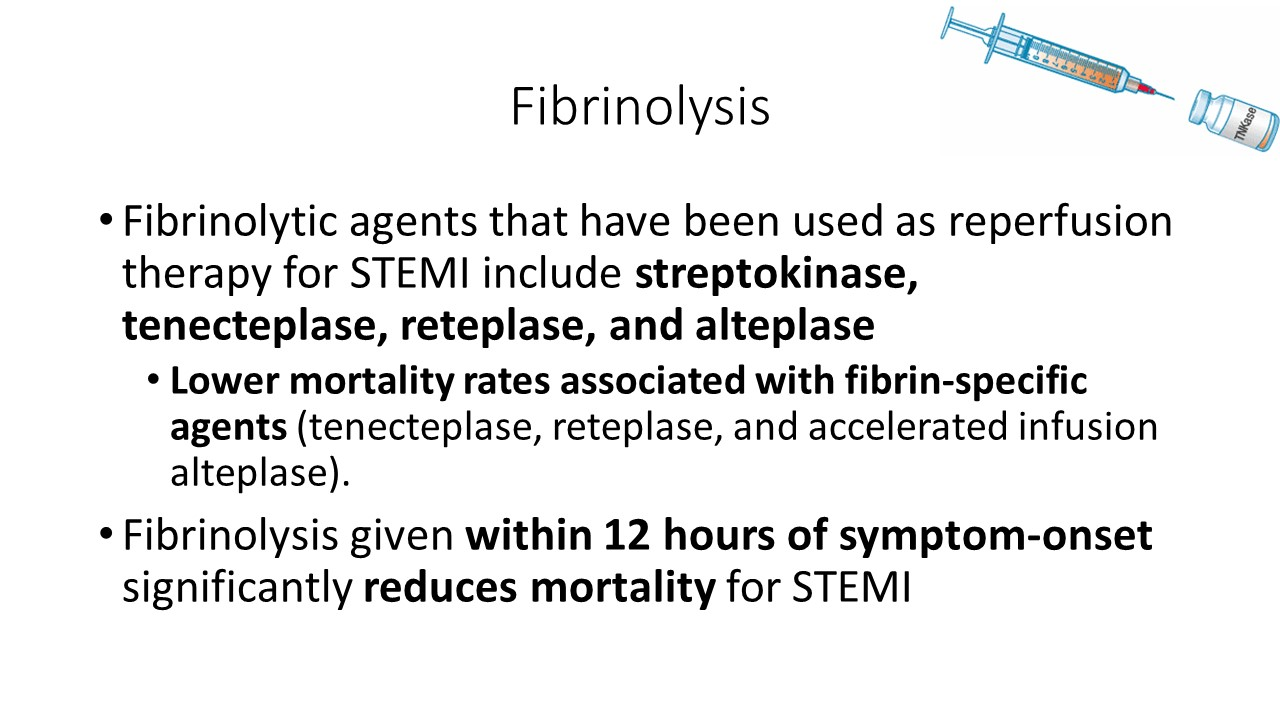 Fibrinolysis
TNKase
• Fibrinolytic agents that have been used as reperfusion
therapy for STEMI include streptokinase,
tenecteplase, reteplase, and alteplase
• Lower mortality rates associated with fibrin-specific
agents (tenecteplase, reteplase, and accelerated infusion
alteplase).
• Fibrinolysis given within 12 hours of symptom-onset
significantly reduces mortality for STEMI